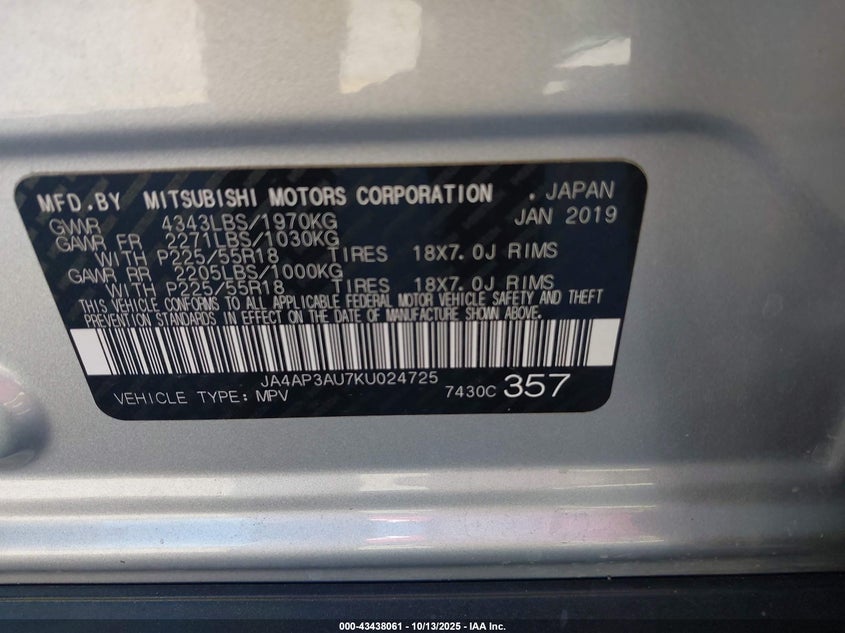 MFD.BY MITSUBISHI MOTORS CORPORATION . JAPAN
GVWR 4343LBS/1970KG JAN 2019
GAWR FR 2271LBS/1030KG
WITH P225/55R18 TIRES 18X7.0J RIMS
GAWR RR 2205LBS/1000KG
WITH P225/55R18 TIRES 18X7.0J RIMS
THIS VEHICLE CONFORMS TO ALL APPLICABLE FEDERAL MOTOR VEHICLE SAFETY AND THEFT
PREVENTION STANDARDS IN EFFECT ON THE DATE OF MANUFACTURE SHOWN ABOVE.
JA4AP3AU7KU024725
VEHICLE TYPE: MPV 7430C 357
000-43438061 - 10/13/2025 - IAA Inc.